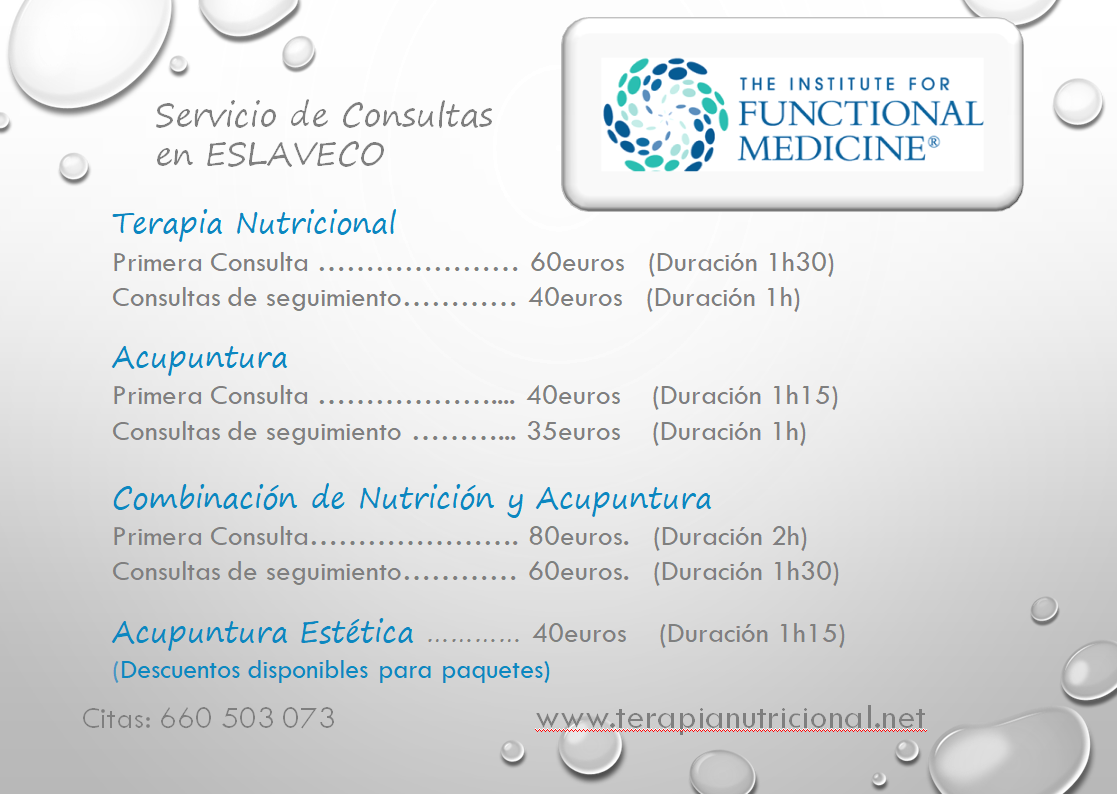 Servicio de Consultas
en ESLAVECO
THE INSTITUTE FOR
FUNCTIONAL
MEDICINE®
Terapia Nutricional
Primera Consulta ………………… 60euros (Duración 1h30)
Consultas de seguimiento………… 40euros (Duración 1h)
Acupuntura
Primera Consulta ……………….... 40euros (Duración 1h15)
Consultas de seguimiento ………... 35euros (Duración 1h)
Combinación de Nutrición y Acupuntura
Primera Consulta…………………. 80euros. (Duración 2h)
Consultas de seguimiento………… 60euros. (Duración 1h30)
Acupuntura Estética ………… 40euros (Duración 1h15)
(Descuentos disponibles para paquetes)
Citas: 660 503 073 www.terapianutricional.net